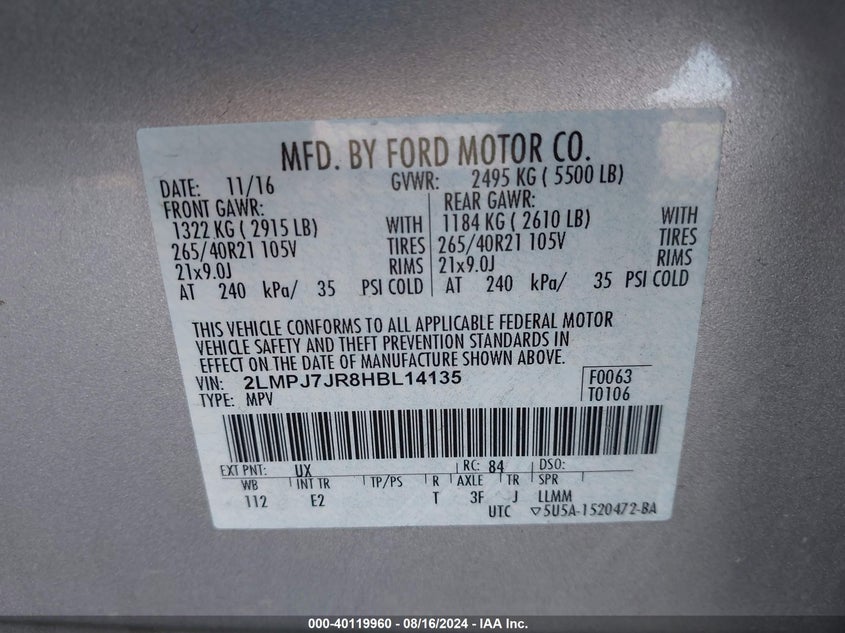 MFD. BY FORD MOTOR CO.
DATE: 11/16 GVWR: 2495 KG ( 5500 LB)
FRONT GAWR: REAR GAWR:
1322 KG ( 2915 LB) WITH 1184 KG ( 2610 LB) WITH
265/40R21 105V TIRES 265/40R21 105V TIRES
21x9.0J RIMS 21x9.0J RIMS
AT 240 kPa/ 35 PSI COLD AT 240 kPa/ 35 PSI COLD
THIS VEHICLE CONFORMS TO ALL APPLICABLE FEDERAL MOTOR
VEHICLE SAFETY AND THEFT PREVENTION STANDARDS IN
EFFECT ON THE DATE OF MANUFACTURE SHOWN ABOVE.
VIN: 2LMPJ7JR8HBL14135 F0063
TYPE: MPV T0106
EXT PNT: UX RC: 84 DSO:
WB INT TR TP/PS R AXLE TR SPR
112 E2 T 3F J LLMM
UTC ▽5U5A-1520472-BA
000-40119960 - 08/16/2024 - IAA Inc.